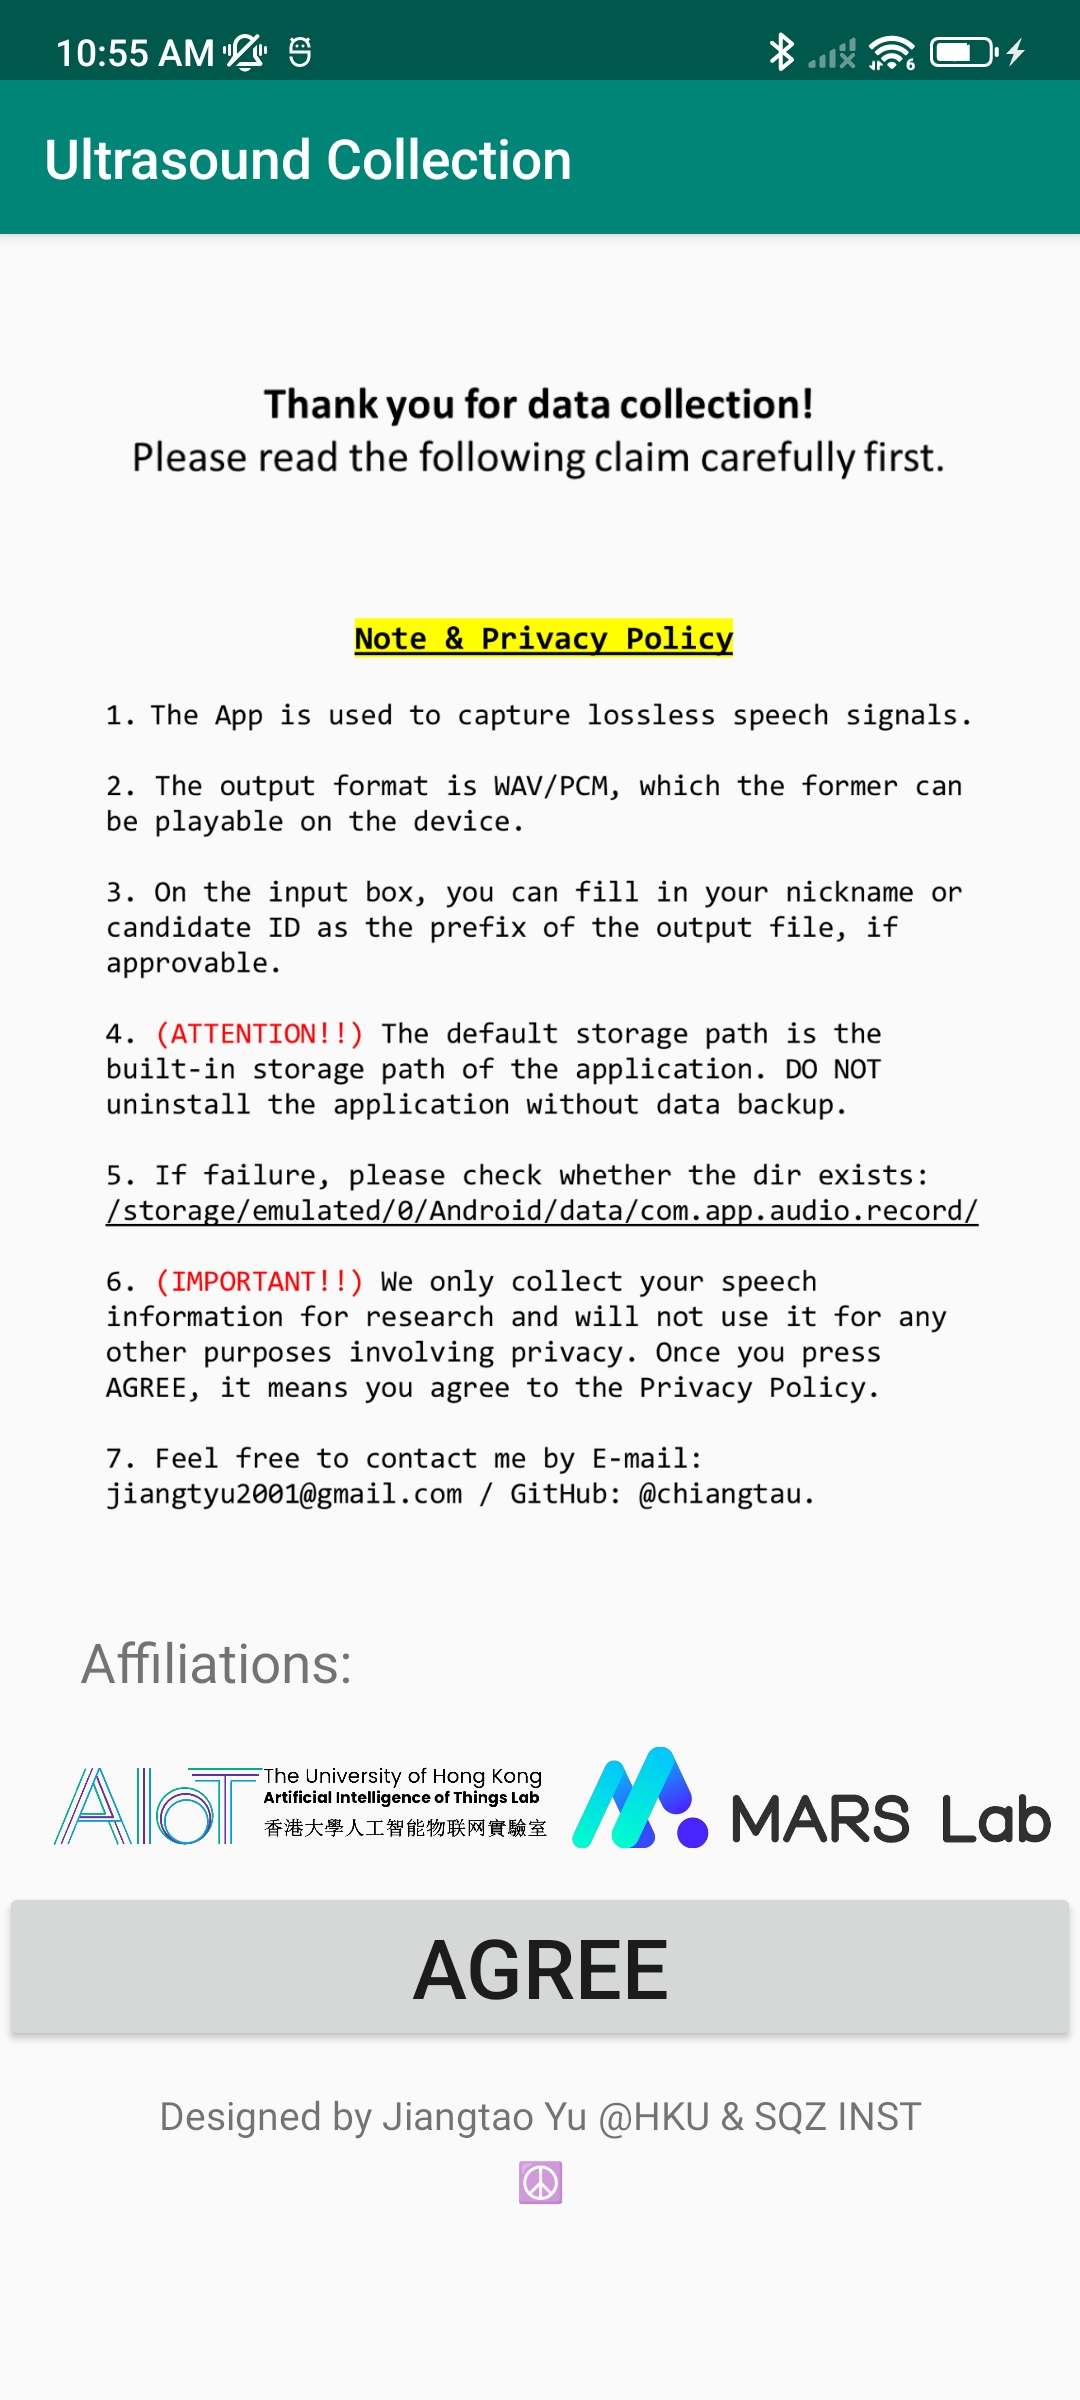 10:55 AM
6
Ultrasound Collection
Thank you for data collection!
Please read the following claim carefully first.
Note & Privacy Policy
1. The App is used to capture lossless speech signals.
2. The output format is WAV/PCM, which the former can
be playable on the device.
3. On the input box, you can fill in your nickname or
candidate ID as the prefix of the output file, if
approvable.
4. (ATTENTION!!) The default storage path is the
built-in storage path of the application. DO NOT
uninstall the application without data backup.
5. If failure, please check whether the dir exists:
/storage/emulated/0/Android/data/com.app.audio.record/
6. (IMPORTANT!!) We only collect your speech
information for research and will not use it for any
other purposes involving privacy. Once you press
AGREE, it means you agree to the Privacy Policy.
7. Feel free to contact me by E-mail:
jiangtyu2001@gmail.com / GitHub: @chiangtau.
Affiliations:
AIoT
The University of Hong Kong
Artificial Intelligence of Things Lab
香港大學人工智能物联网實驗室
MARS Lab
AGREE
Designed by Jiangtao Yu @HKU & SQZ INST
☮